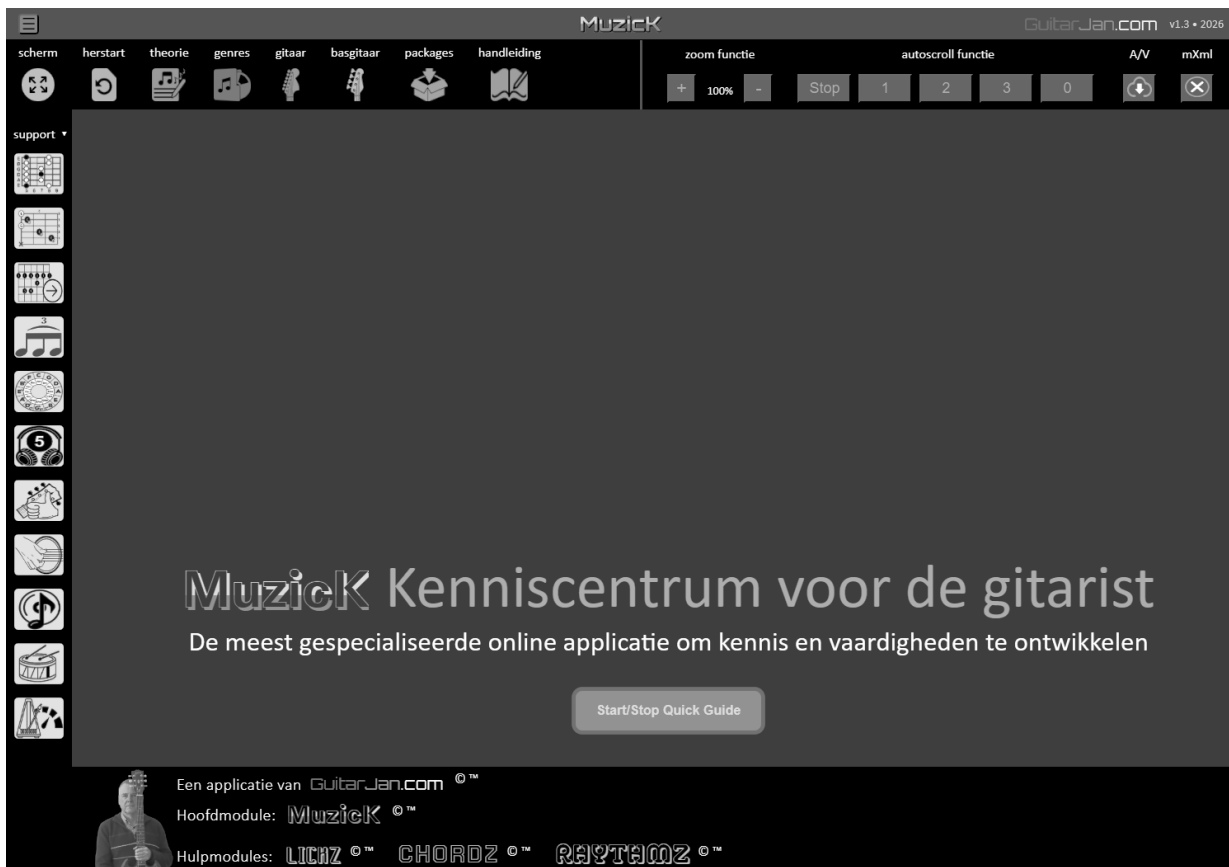 MuzicK
GuitarJan.com v1.3 • 2026
scherm herstart theorie genres gitaar basgitaar packages handleiding zoom functie autoscroll functie A/V mXml
+ 100% - Stop 1 2 3 0
support ▾
3
5
MuzicK Kenniscentrum voor de gitarist
De meest gespecialiseerde online applicatie om kennis en vaardigheden te ontwikkelen
Start/Stop Quick Guide
Een applicatie van GuitarJan.com ©™
Hoofdmodule: MuzicK ©™
Hulpmodules: LICKZ ©™ CHORDZ ©™ RHYTHMZ ©™